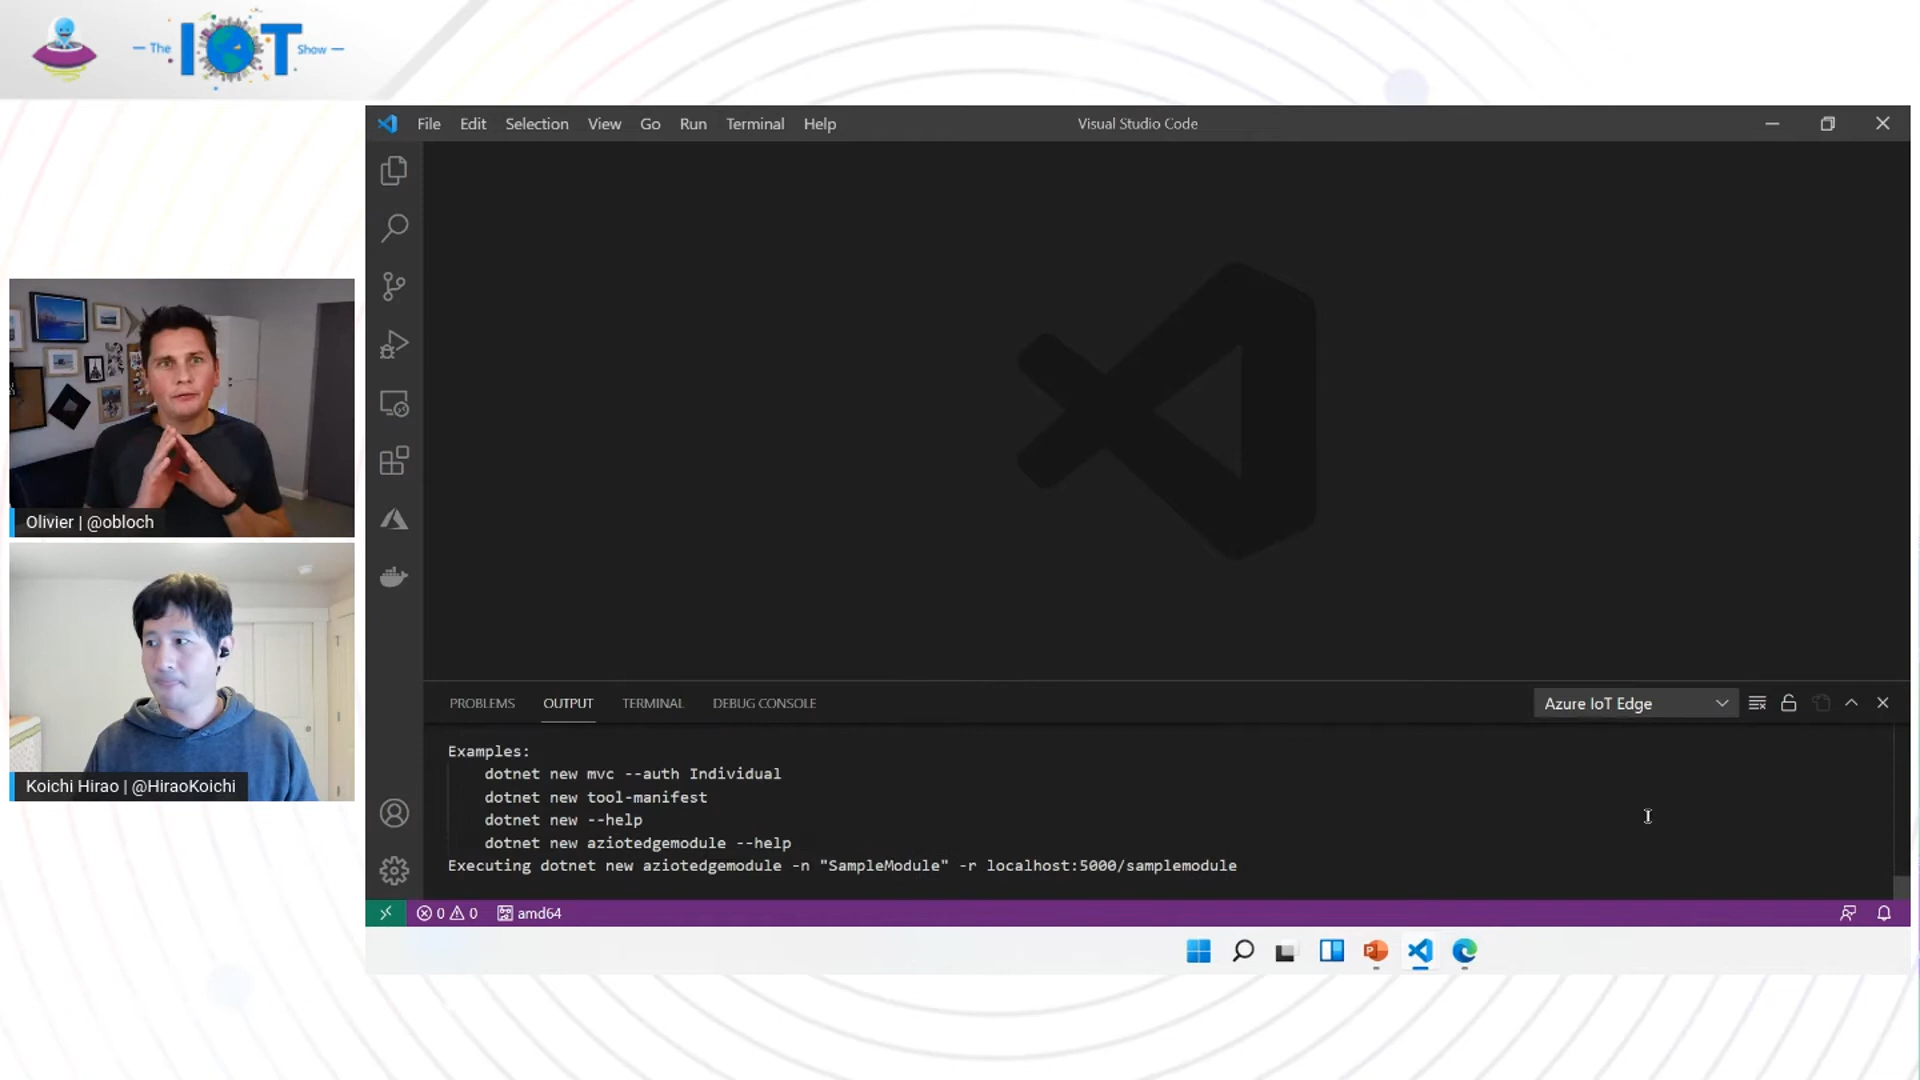 The IOT Show
File Edit Selection View Go Run Terminal Help
Visual Studio Code
Olivier | @obloch
Koichi Hirao | @HiraoKoichi
PROBLEMS OUTPUT TERMINAL DEBUG CONSOLE
Azure IoT Edge
Examples:
dotnet new mvc --auth Individual
dotnet new tool-manifest
dotnet new --help
dotnet new aziotedgemodule --help
Executing dotnet new aziotedgemodule -n "SampleModule" -r localhost:5000/samplemodule
0 0 amd64